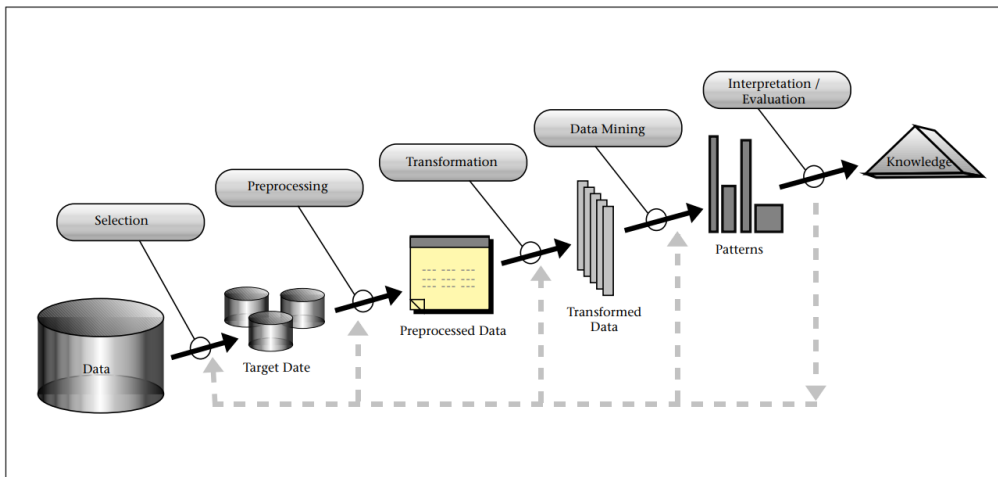 Interpretation /
Evaluation
Data Mining
Transformation
Preprocessing
Selection
Knowledge
Patterns
Transformed
Data
Preprocessed Data
Target Date
Data